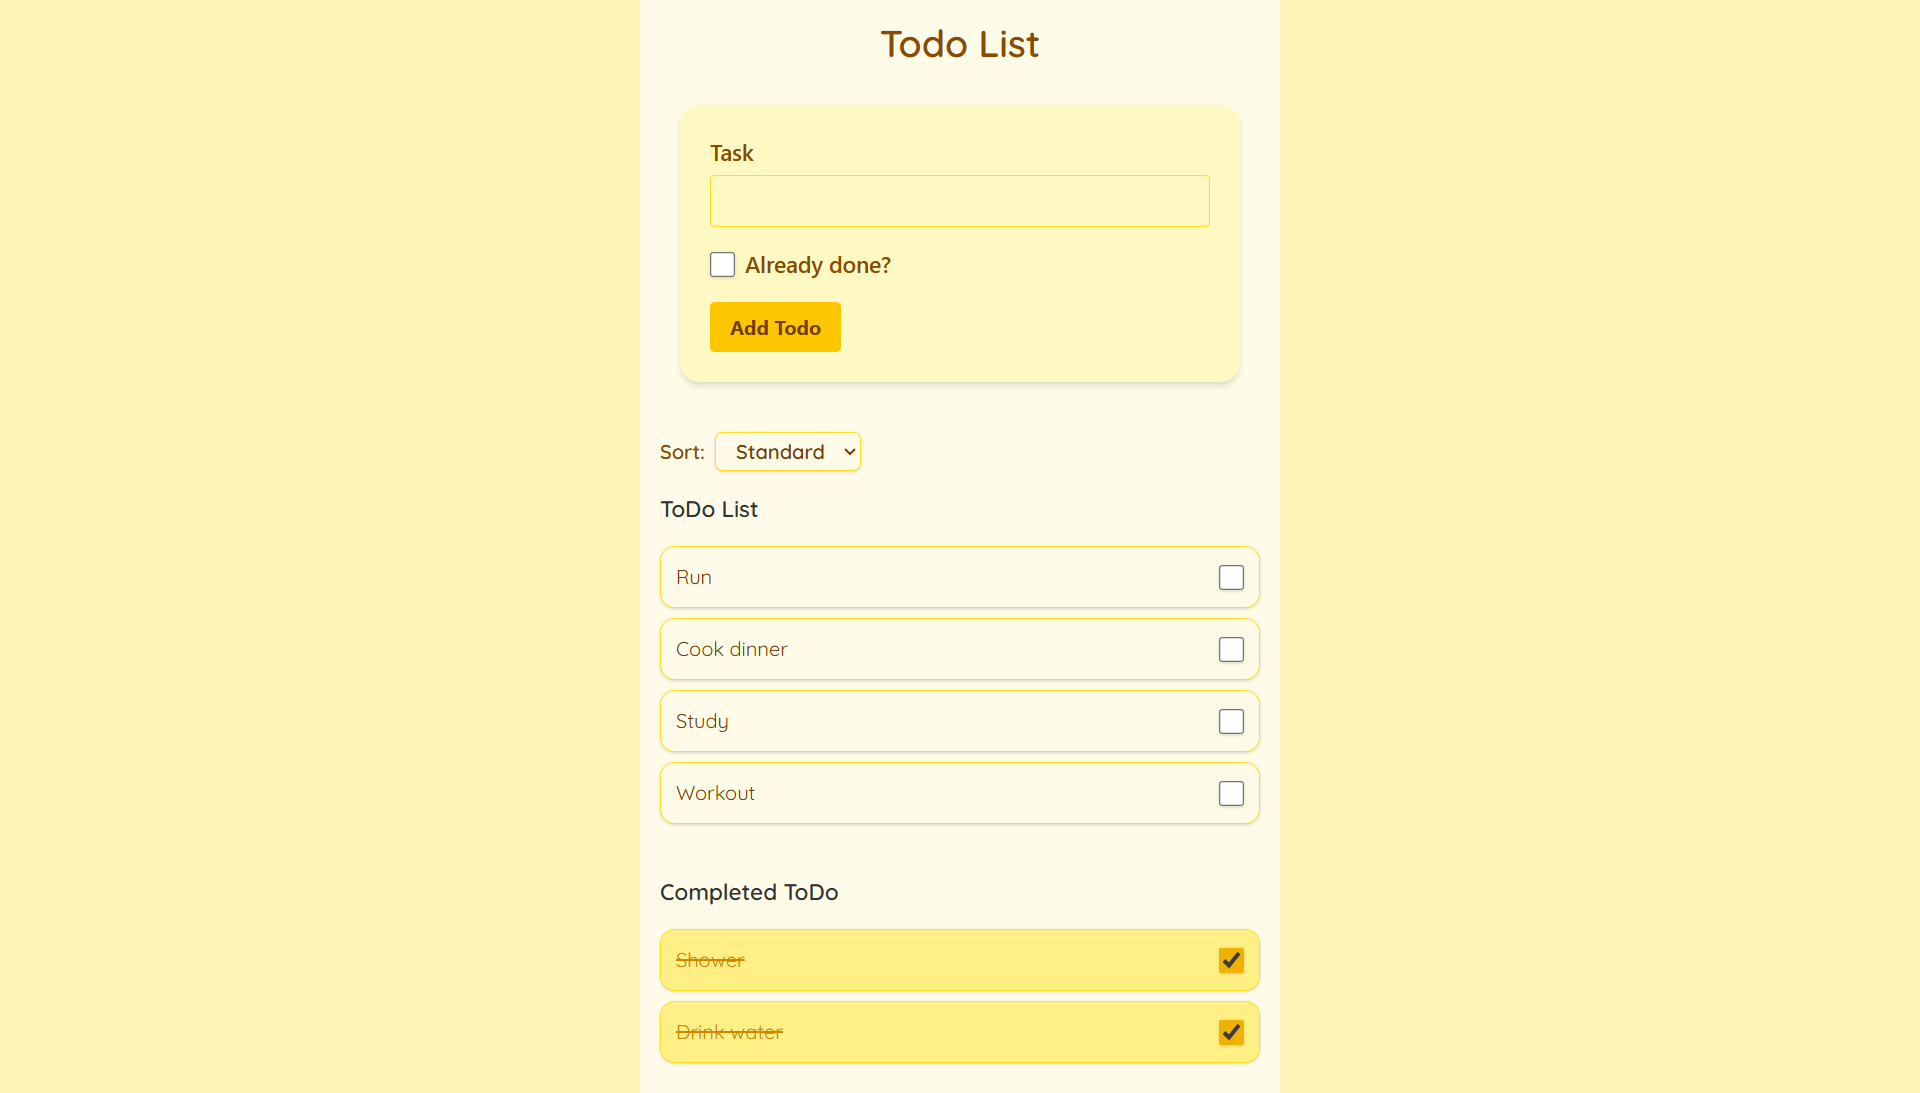 Todo List
Task
Already done?
Add Todo
Sort: Standard
ToDo List
Run
Cook dinner
Study
Workout
Completed ToDo
Shower
Drink water